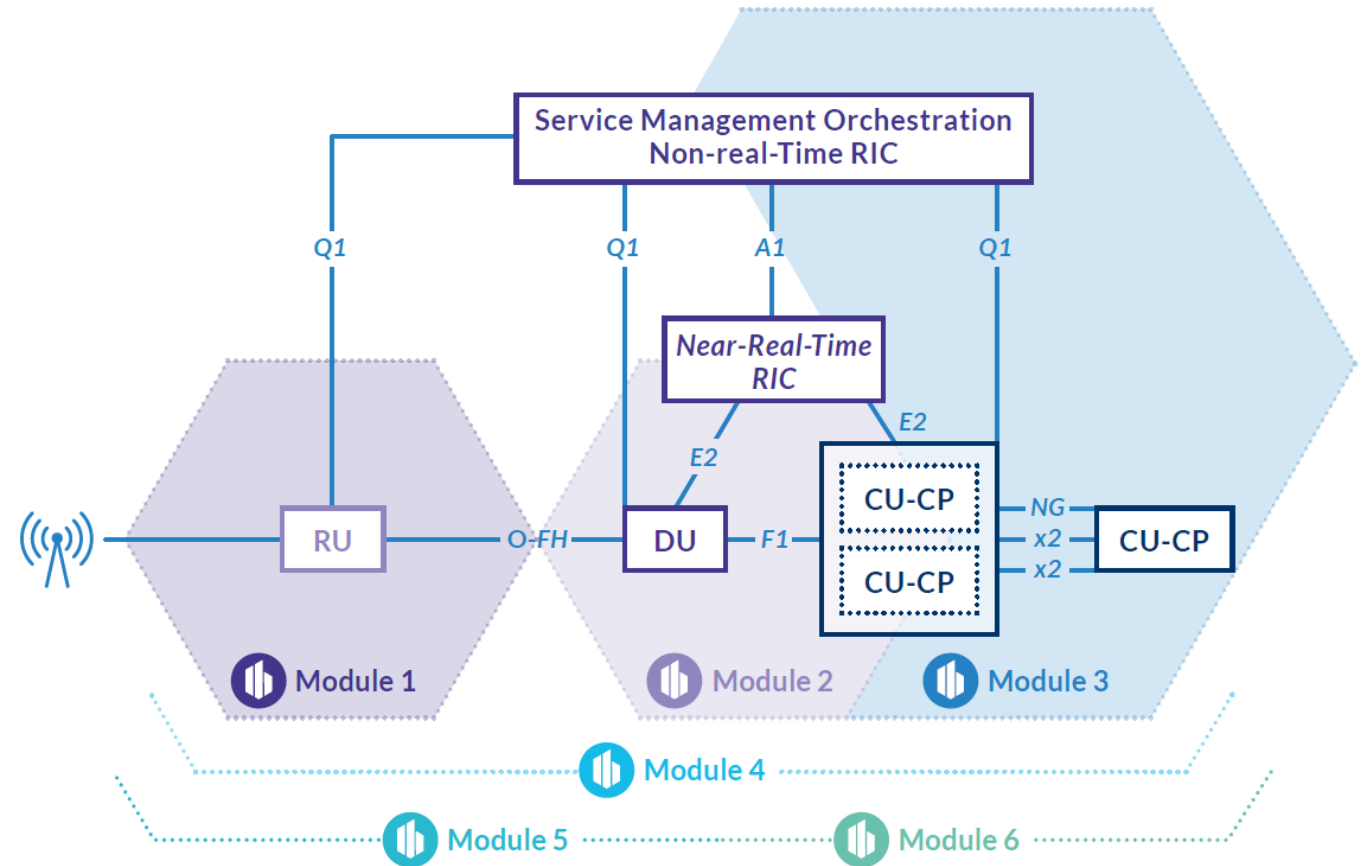 Service Management Orchestration
Non-real-Time RIC
Q1
Q1
A1
Q1
Near-Real-Time
RIC
E2
E2
CU-CP
RU
O-FH
DU
F1
NG
x2
x2
CU-CP
CU-CP
Module 1
Module 2
Module 3
Module 4
Module 5
Module 6